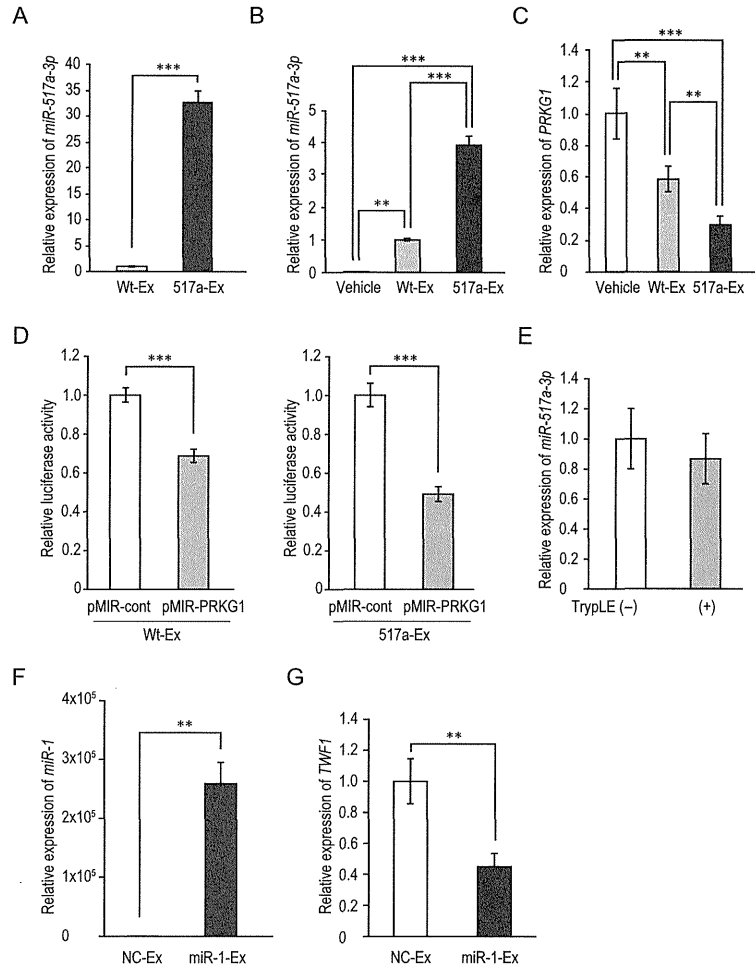 A
Relative expression of miR-517a-3p
40
35
30
25
20
15
10
5
0
***
Wt-Ex 517a-Ex
B
Relative expression of miR-517a-3p
5
4
3
2
1
0
***
***
**
Vehicle Wt-Ex 517a-Ex
C
Relative expression of PRKG1
1.4
1.2
1.0
0.8
0.6
0.4
0.2
0
***
**
**
Vehicle Wt-Ex 517a-Ex
D
Relative luciferase activity
1.2
1.0
0.8
0.6
0.4
0.2
0
***
pMIR-cont pMIR-PRKG1
Wt-Ex
Relative luciferase activity
1.2
1.0
0.8
0.6
0.4
0.2
0
***
pMIR-cont pMIR-PRKG1
517a-Ex
E
Relative expression of miR-517a-3p
1.4
1.2
1.0
0.8
0.6
0.4
0.2
0
TrypLE (–) (+)
F
Relative expression of miR-1
4x10⁵
3x10⁵
2x10⁵
1x10⁵
0
**
NC-Ex miR-1-Ex
G
Relative expression of TWF1
1.4
1.2
1.0
0.8
0.6
0.4
0.2
0
**
NC-Ex miR-1-Ex